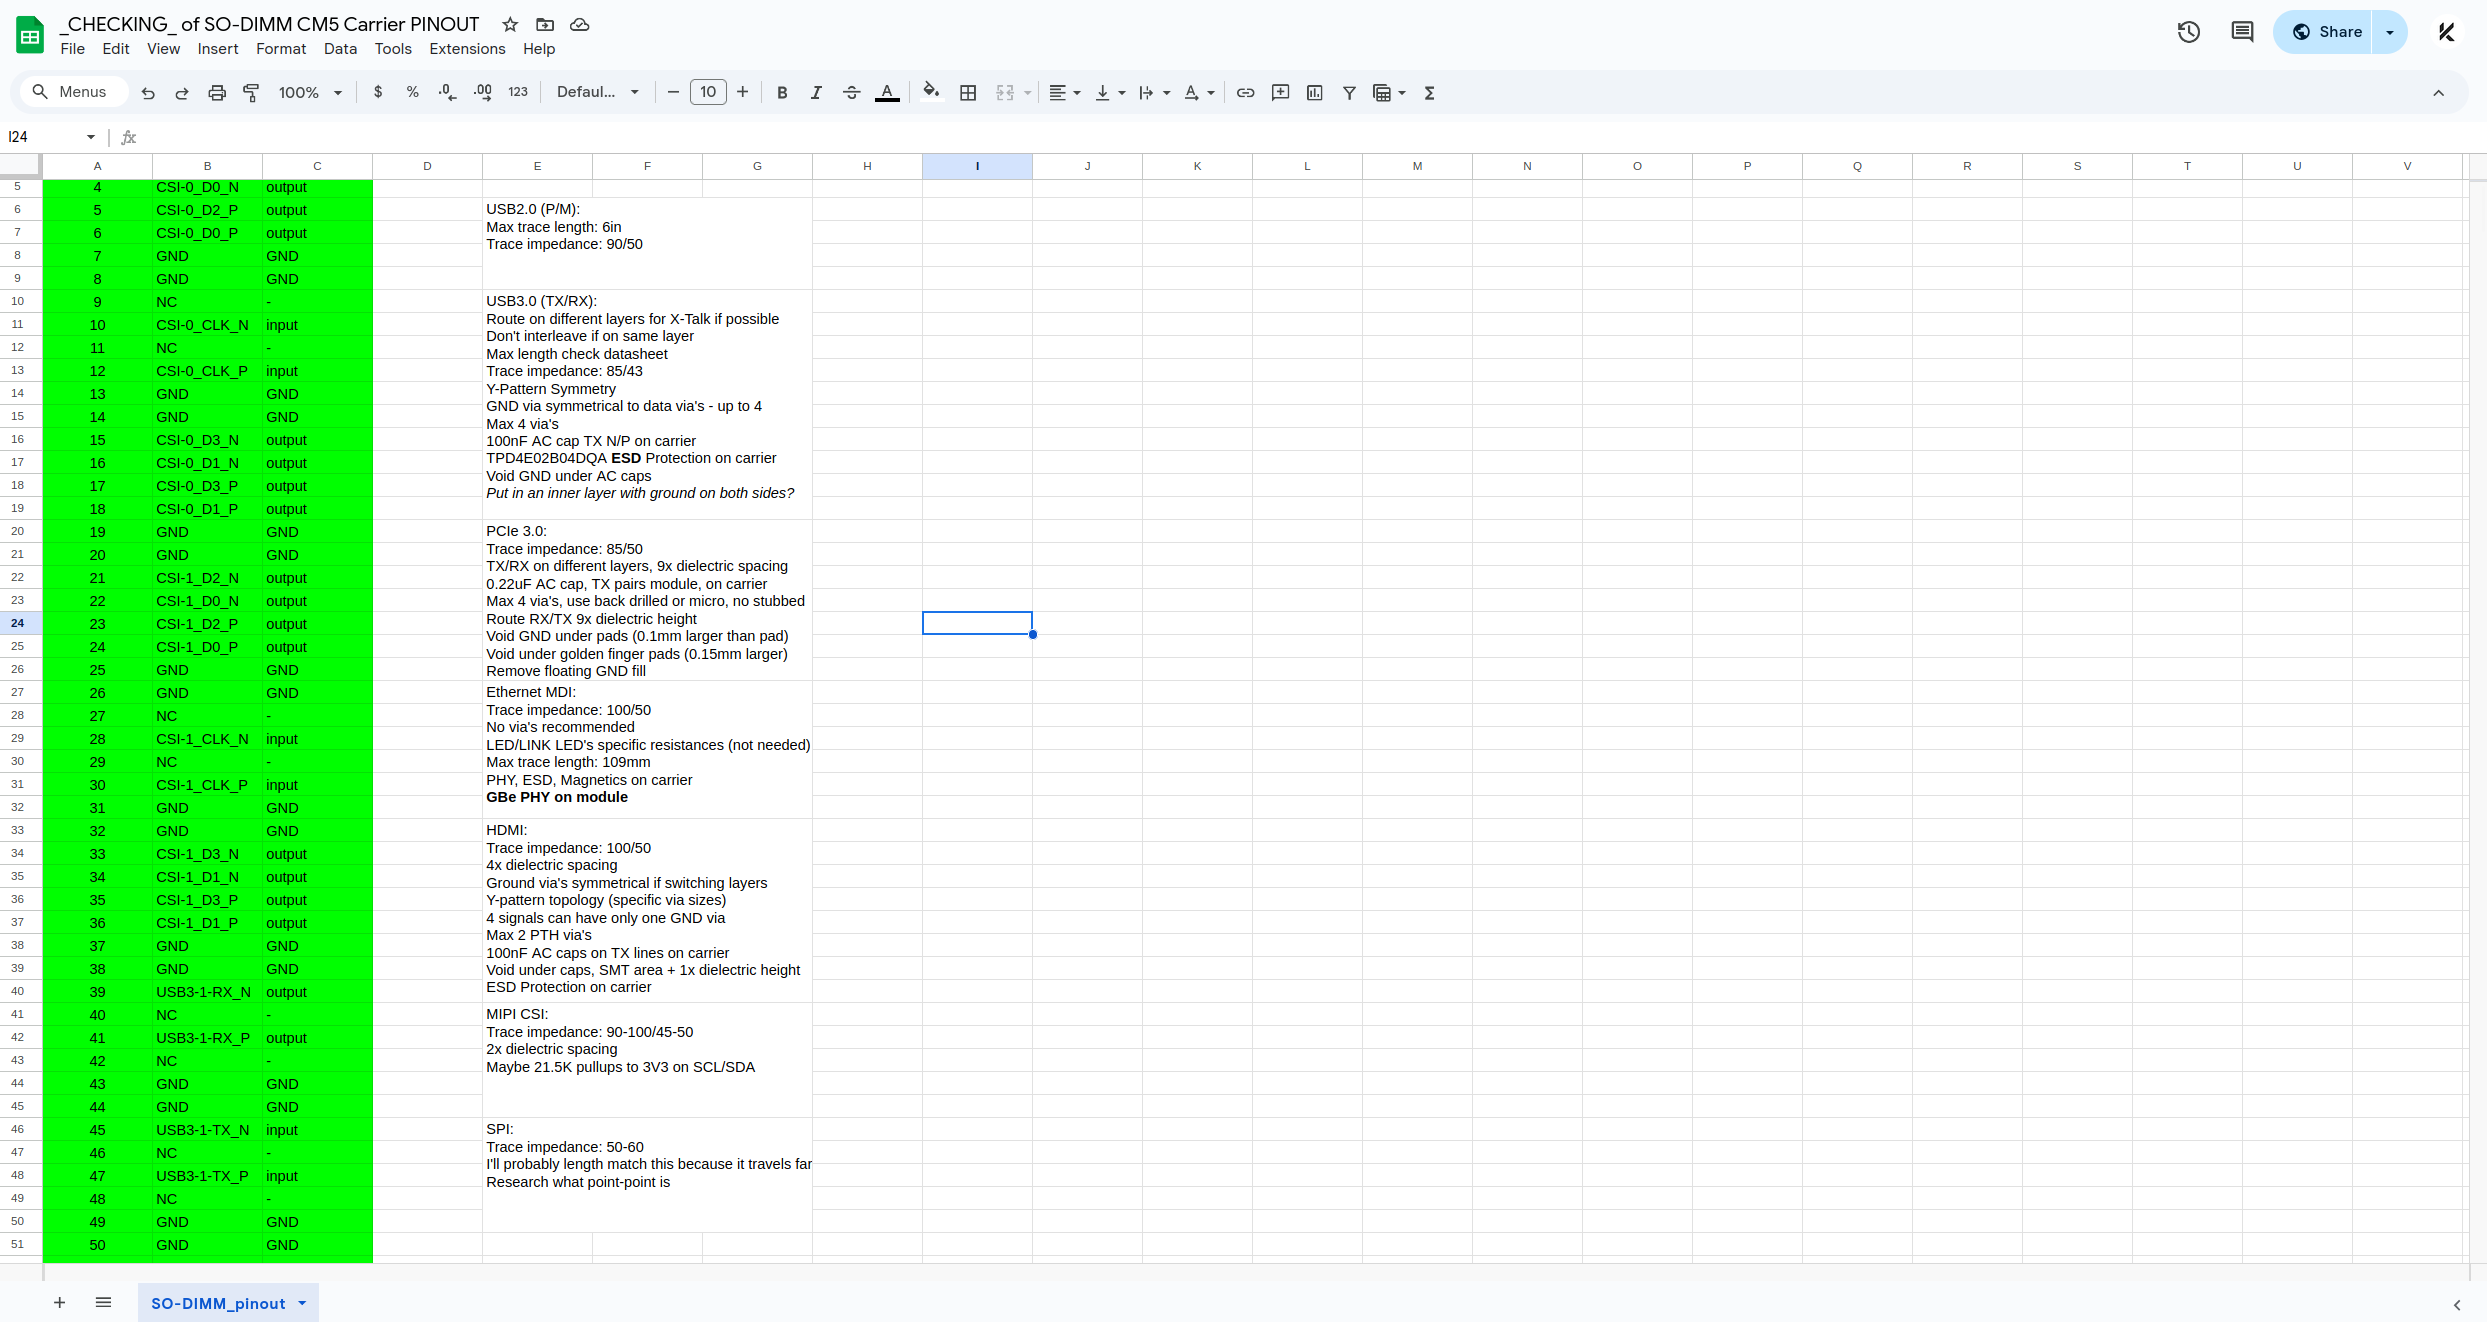 _CHECKING_ of SO-DIMM CM5 Carrier PINOUT
File Edit View Insert Format Data Tools Extensions Help
Share
Menus 100% $ % .0 .00 123 Defaul... 10 B I A
I24 fx
A B C D E F G H I J K L M N O P Q R S T U V
5 4 CSI-0_D0_N output
6 5 CSI-0_D2_P output
7 6 CSI-0_D0_P output
8 7 GND GND
9 8 GND GND
10 9 NC -
11 10 CSI-0_CLK_N input
12 11 NC -
13 12 CSI-0_CLK_P input
14 13 GND GND
15 14 GND GND
16 15 CSI-0_D3_N output
17 16 CSI-0_D1_N output
18 17 CSI-0_D3_P output
19 18 CSI-0_D1_P output
20 19 GND GND
21 20 GND GND
22 21 CSI-1_D2_N output
23 22 CSI-1_D0_N output
24 23 CSI-1_D2_P output
25 24 CSI-1_D0_P output
26 25 GND GND
27 26 GND GND
28 27 NC -
29 28 CSI-1_CLK_N input
30 29 NC -
31 30 CSI-1_CLK_P input
32 31 GND GND
33 32 GND GND
34 33 CSI-1_D3_N output
35 34 CSI-1_D1_N output
36 35 CSI-1_D3_P output
37 36 CSI-1_D1_P output
38 37 GND GND
39 38 GND GND
40 39 USB3-1-RX_N output
41 40 NC -
42 41 USB3-1-RX_P output
43 42 NC -
44 43 GND GND
45 44 GND GND
46 45 USB3-1-TX_N input
47 46 NC -
48 47 USB3-1-TX_P input
49 48 NC -
50 49 GND GND
51 50 GND GND
USB2.0 (P/M):
Max trace length: 6in
Trace impedance: 90/50
USB3.0 (TX/RX):
Route on different layers for X-Talk if possible
Don't interleave if on same layer
Max length check datasheet
Trace impedance: 85/43
Y-Pattern Symmetry
GND via symmetrical to data via's - up to 4
Max 4 via's
100nF AC cap TX N/P on carrier
TPD4E02B04DQA ESD Protection on carrier
Void GND under AC caps
Put in an inner layer with ground on both sides?
PCIe 3.0:
Trace impedance: 85/50
TX/RX on different layers, 9x dielectric spacing
0.22uF AC cap, TX pairs module, on carrier
Max 4 via's, use back drilled or micro, no stubbed
Route RX/TX 9x dielectric height
Void GND under pads (0.1mm larger than pad)
Void under golden finger pads (0.15mm larger)
Remove floating GND fill
Ethernet MDI:
Trace impedance: 100/50
No via's recommended
LED/LINK LED's specific resistances (not needed)
Max trace length: 109mm
PHY, ESD, Magnetics on carrier
GBe PHY on module
HDMI:
Trace impedance: 100/50
4x dielectric spacing
Ground via's symmetrical if switching layers
Y-pattern topology (specific via sizes)
4 signals can have only one GND via
Max 2 PTH via's
100nF AC caps on TX lines on carrier
Void under caps, SMT area + 1x dielectric height
ESD Protection on carrier
MIPI CSI:
Trace impedance: 90-100/45-50
2x dielectric spacing
Maybe 21.5K pullups to 3V3 on SCL/SDA
SPI:
Trace impedance: 50-60
I'll probably length match this because it travels far
Research what point-point is
SO-DIMM_pinout